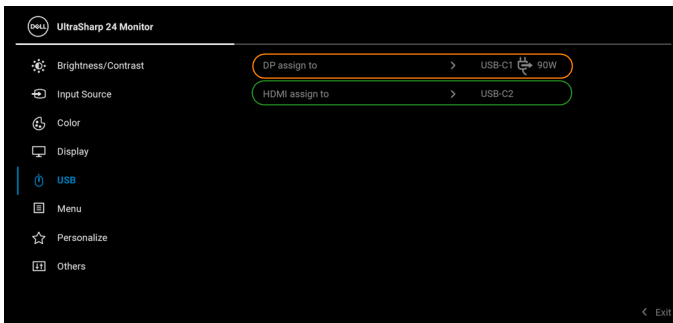 DELL UltraSharp 24 Monitor
Brightness/Contrast
DP assign to > USB-C1 90W
Input Source
HDMI assign to > USB-C2
Color
Display
USB
Menu
Personalize
Others
< Exit